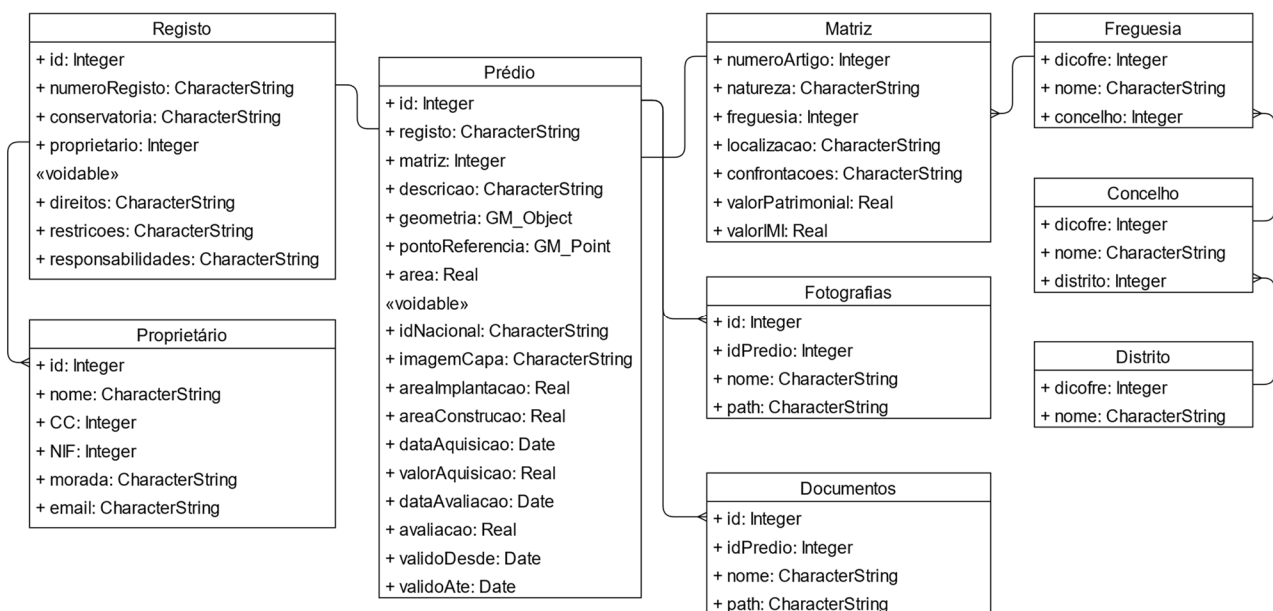 Registo
+ id: Integer
+ numeroRegisto: CharacterString
+ conservatoria: CharacterString
+ proprietario: Integer
«voidable»
+ direitos: CharacterString
+ restricoes: CharacterString
+ responsabilidades: CharacterString
Proprietário
+ id: Integer
+ nome: CharacterString
+ CC: Integer
+ NIF: Integer
+ morada: CharacterString
+ email: CharacterString
Prédio
+ id: Integer
+ registo: CharacterString
+ matriz: Integer
+ descricao: CharacterString
+ geometria: GM_Object
+ pontoReferencia: GM_Point
+ area: Real
«voidable»
+ idNacional: CharacterString
+ imagemCapa: CharacterString
+ areaImplantacao: Real
+ areaConstrucao: Real
+ dataAquisicao: Date
+ valorAquisicao: Real
+ dataAvaliacao: Date
+ avaliacao: Real
+ validoDesde: Date
+ validoAte: Date
Matriz
+ numeroArtigo: Integer
+ natureza: CharacterString
+ freguesia: Integer
+ localizacao: CharacterString
+ confrontacoes: CharacterString
+ valorPatrimonial: Real
+ valorIMI: Real
Fotografias
+ id: Integer
+ idPredio: Integer
+ nome: CharacterString
+ path: CharacterString
Documentos
+ id: Integer
+ idPredio: Integer
+ nome: CharacterString
+ path: CharacterString
Freguesia
+ dicofre: Integer
+ nome: CharacterString
+ concelho: Integer
Concelho
+ dicofre: Integer
+ nome: CharacterString
+ distrito: Integer
Distrito
+ dicofre: Integer
+ nome: CharacterString